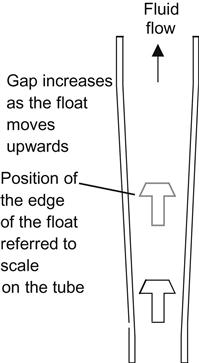 Fluid
flow
Gap increases
as the float
moves
upwards
Position of
the edge
of the float
referred to
scale
on the tube